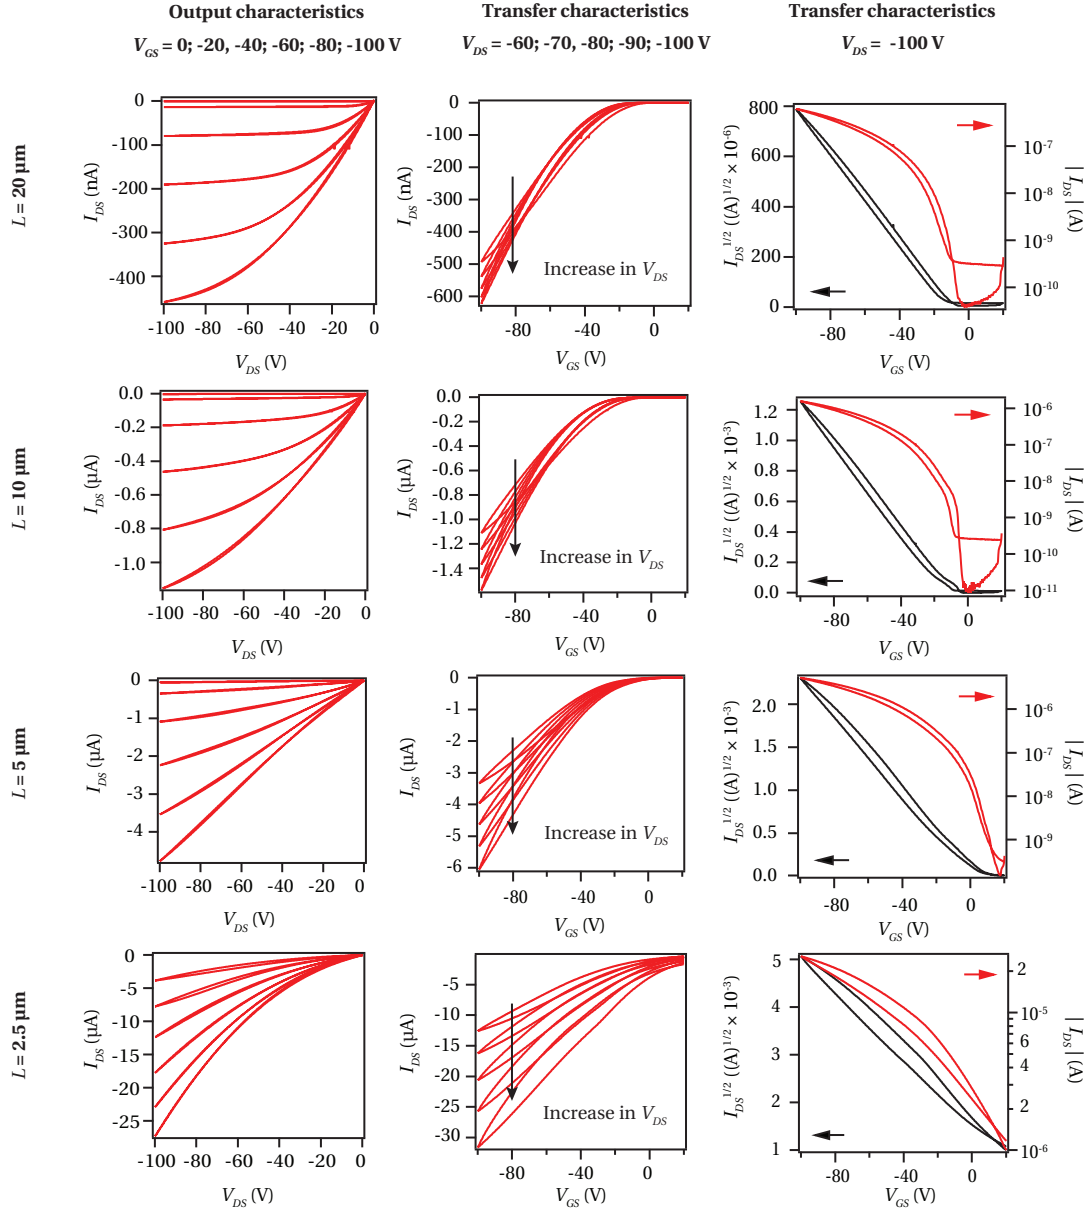 Output characteristics
V_GS = 0; -20, -40; -60; -80; -100 V
Transfer characteristics
V_DS = -60; -70, -80; -90; -100 V
Transfer characteristics
V_DS = -100 V
L = 20 µm
I_DS (nA)
0
-100
-200
-300
-400
-100 -80 -60 -40 -20 0
V_DS (V)
I_DS (nA)
0
-100
-200
-300
-400
-500
-600
Increase in V_DS
-80 -40 0
V_GS (V)
I_DS^1/2 ((A)^1/2 × 10^-6)
800
600
400
200
0
10^-7
10^-8
10^-9
10^-10
| I_DS | (A)
-80 -40 0
V_GS (V)
L = 10 µm
I_DS (µA)
0.0
-0.2
-0.4
-0.6
-0.8
-1.0
-100 -80 -60 -40 -20 0
V_DS (V)
I_DS (µA)
0.0
-0.2
-0.4
-0.6
-0.8
-1.0
-1.2
-1.4
Increase in V_DS
-80 -40 0
V_GS (V)
I_DS^1/2 ((A)^1/2 × 10^-3)
1.2
1.0
0.8
0.6
0.4
0.2
0.0
10^-6
10^-7
10^-8
10^-9
10^-10
10^-11
| I_DS | (A)
-80 -40 0
V_GS (V)
L = 5 µm
I_DS (µA)
0
-1
-2
-3
-4
-100 -80 -60 -40 -20 0
V_DS (V)
I_DS (µA)
0
-1
-2
-3
-4
-5
-6
Increase in V_DS
-80 -40 0
V_GS (V)
I_DS^1/2 ((A)^1/2 × 10^-3)
2.0
1.5
1.0
0.5
0.0
10^-6
10^-7
10^-8
10^-9
| I_DS | (A)
-80 -40 0
V_GS (V)
L = 2.5 µm
I_DS (µA)
0
-5
-10
-15
-20
-25
-100 -80 -60 -40 -20 0
V_DS (V)
I_DS (µA)
-5
-10
-15
-20
-25
-30
Increase in V_DS
-80 -40 0
V_GS (V)
I_DS^1/2 ((A)^1/2 × 10^-3)
5
4
3
2
1
2
10^-5
8
6
4
2
10^-6
| I_DS | (A)
-80 -40 0
V_GS (V)